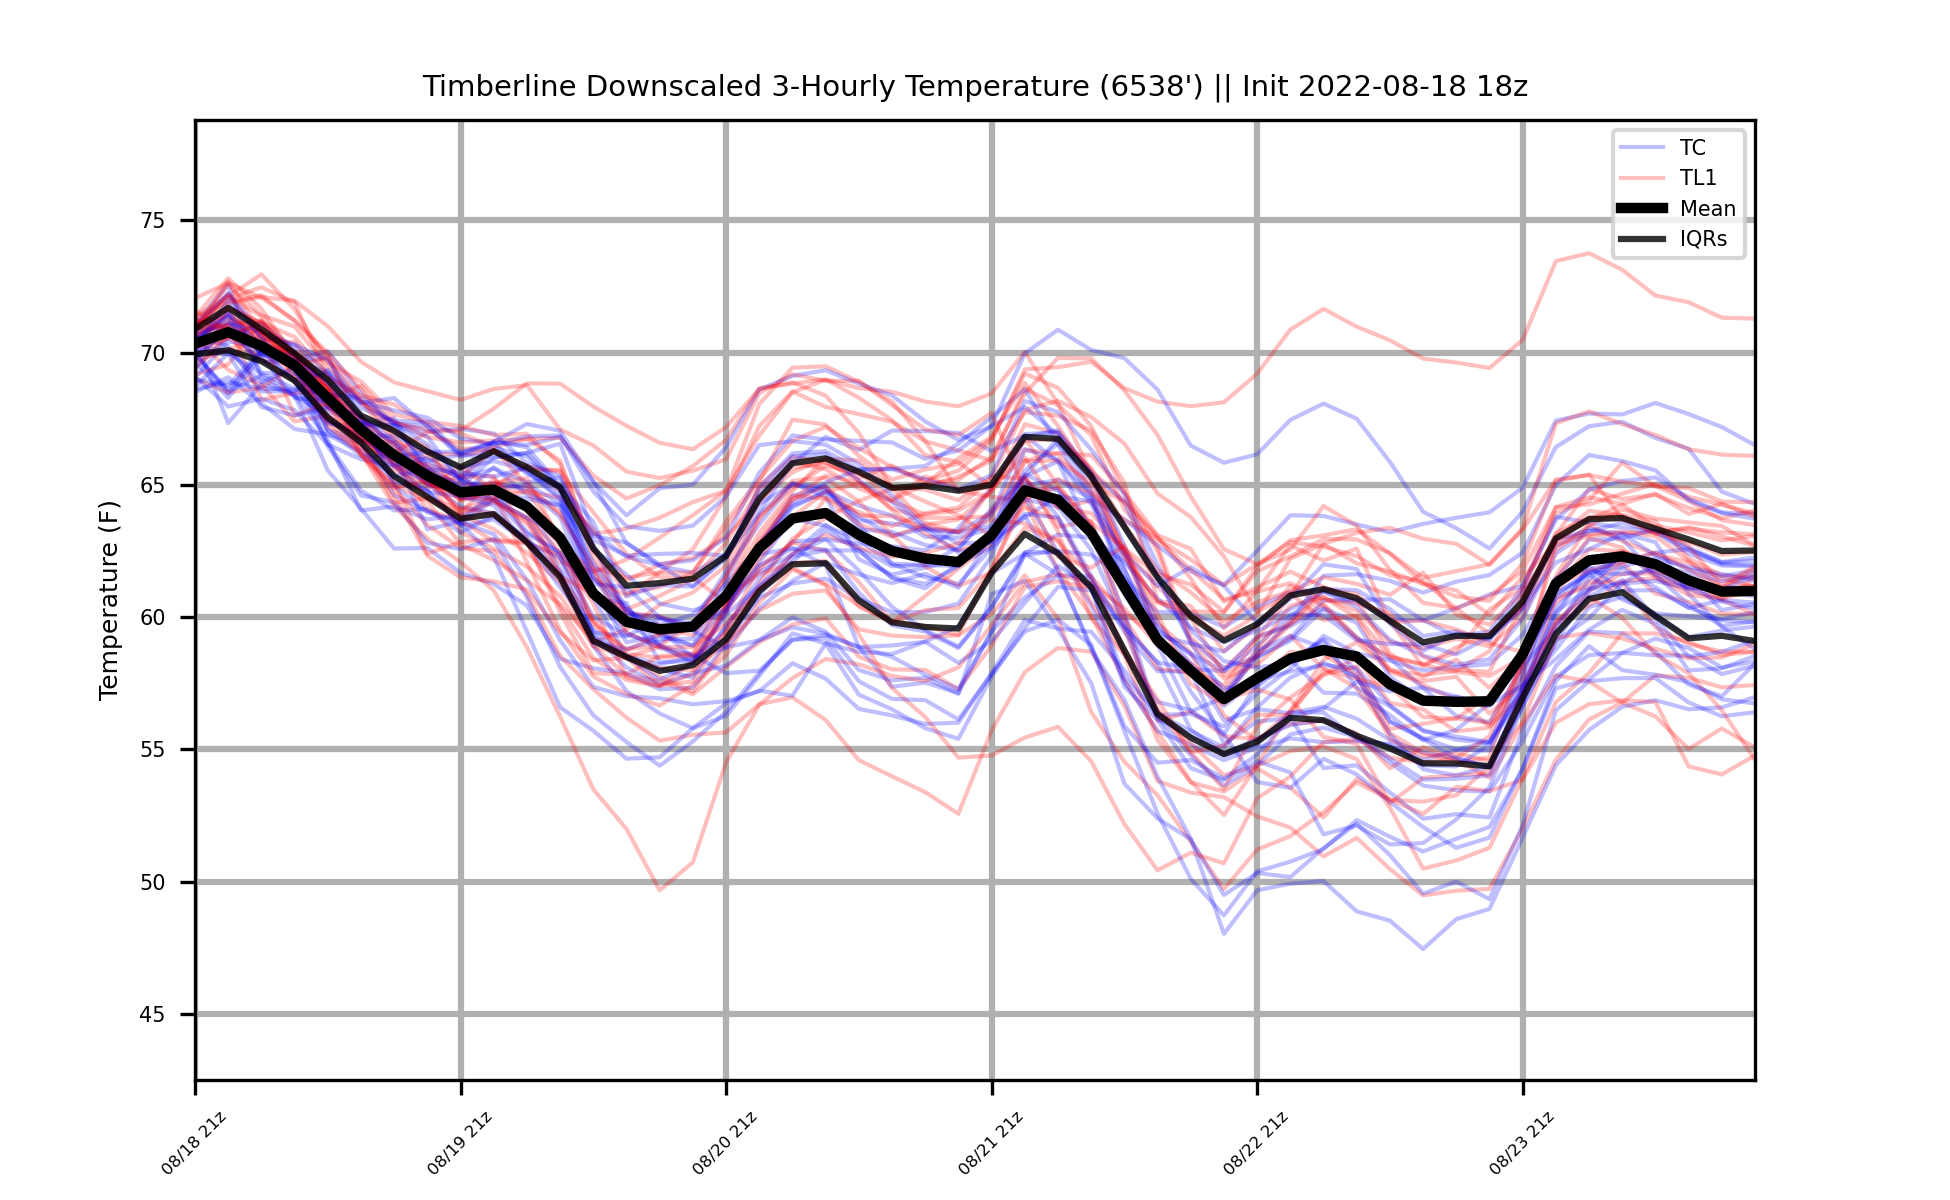 Timberline Downscaled 3-Hourly Temperature (6538') || Init 2022-08-18 18z
TC
TL1
Mean
IQRs
Temperature (F)
75
70
65
60
55
50
45
08/18 21z
08/19 21z
08/20 21z
08/21 21z
08/22 21z
08/23 21z